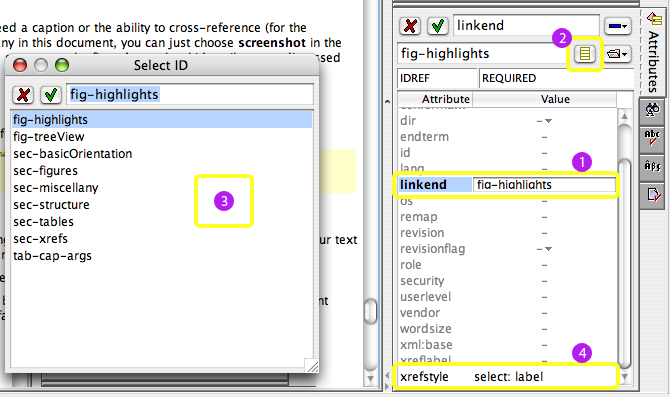 eed a caption or the ability to cross-reference (for the
ny in this document, you can just choose screenshot in the
Select ID
fig-highlights
fig-highlights
fig-treeView
sec-basicOrientation
sec-figures
sec-miscellany
sec-structure
sec-tables
sec-xrefs
tab-cap-args
3
ur text
linkend
2
fig-highlights
IDREF REQUIRED
Attribute Value
dir –
endterm –
id –
lang –
1
linkend fig-highlights
os –
remap –
revision –
revisionflag –
role –
security –
userlevel –
vendor –
wordsize –
xml:base –
xreflabel –
4
xrefstyle select: label
Attributes
Abc